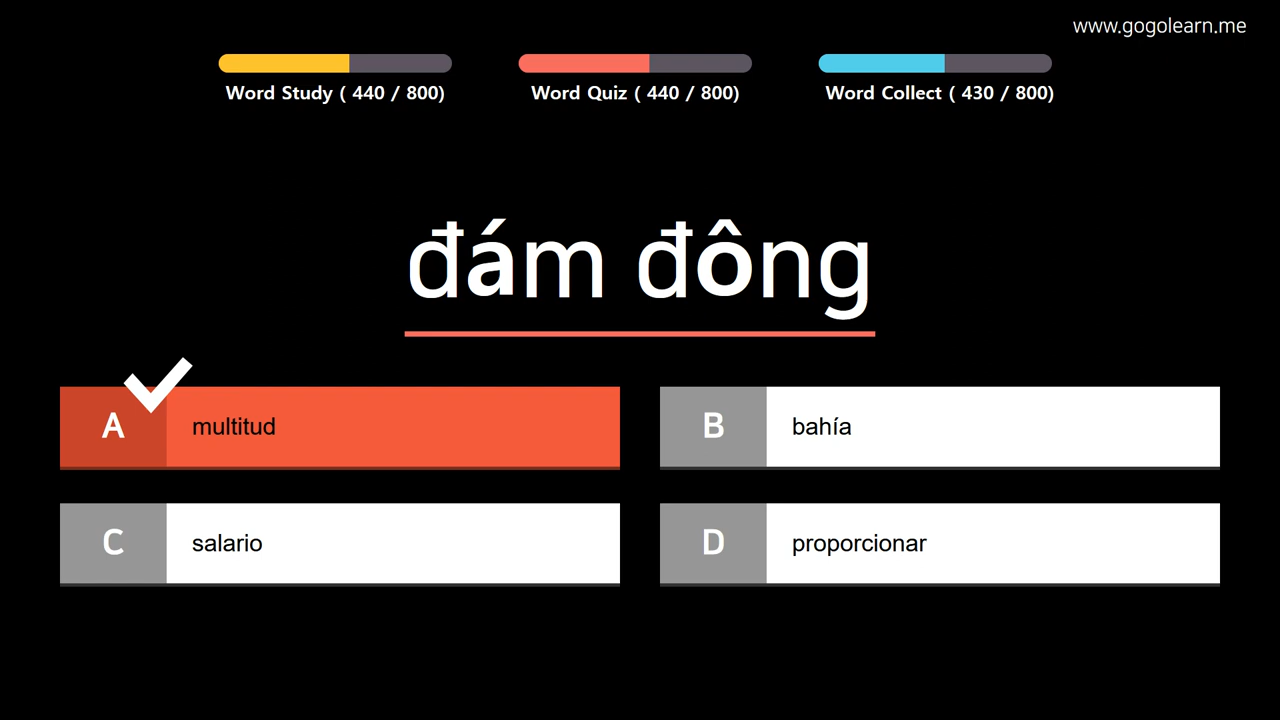 www.gogolearn.me
Word Study ( 440 / 800)
Word Quiz ( 440 / 800)
Word Collect ( 430 / 800)
đám đông
A multitud
B bahía
C salario
D proporcionar